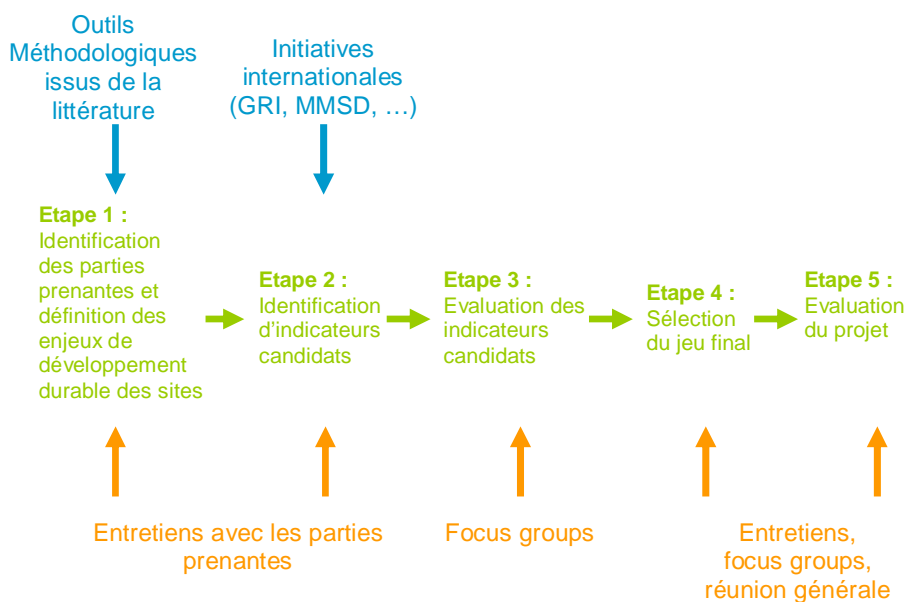 Outils
Méthodologiques
issus de la
littérature
Initiatives
internationales
(GRI, MMSD, …)
Etape 1 :
Identification
des parties
prenantes et
définition des
enjeux de
développement
durable des sites
Etape 2 :
Identification
d'indicateurs
candidats
Etape 3 :
Evaluation des
indicateurs
candidats
Etape 4 :
Sélection
du jeu final
Etape 5 :
Evaluation
du projet
Entretiens avec les parties
prenantes
Focus groups
Entretiens,
focus groups,
réunion générale